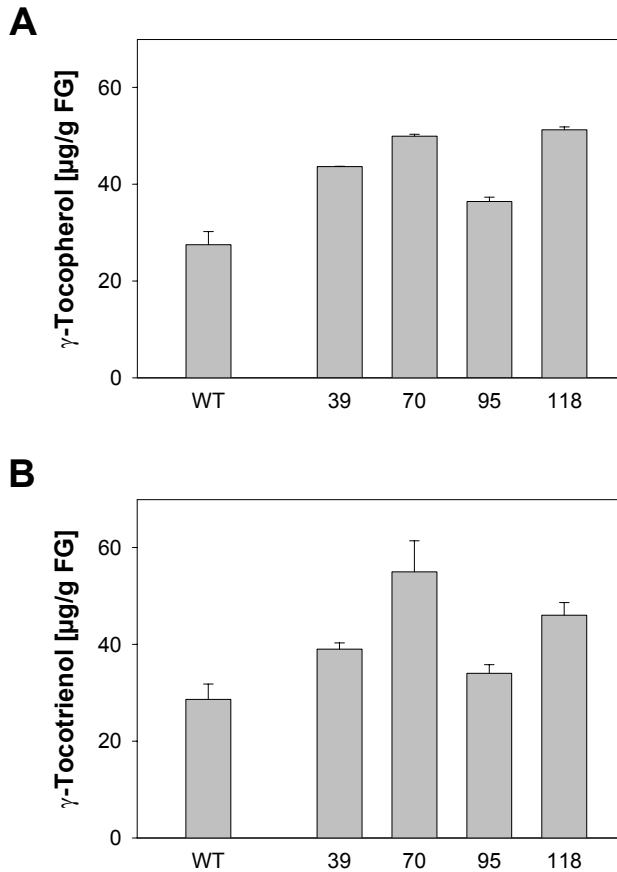 A
γ-Tocopherol [µg/g FG]
60
40
20
0
WT 39 70 95 118
B
γ-Tocotrienol [µg/g FG]
60
40
20
0
WT 39 70 95 118